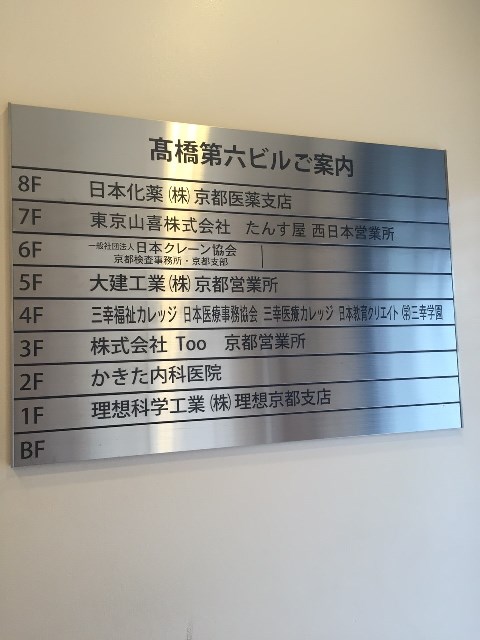 髙橋第六ビルご案内
8F 日本化薬(株)京都医薬支店
7F 東京山喜株式会社 たんす屋 西日本営業所
6F 一般社団法人日本クレーン協会
京都検査事務所・京都支部
5F 大建工業(株)京都営業所
4F 三幸福祉カレッジ 日本医療事務協会 三幸医療カレッジ 日本教育クリエイト ㈻三幸学園
3F 株式会社 Too 京都営業所
2F かきた内科医院
1F 理想科学工業(株)理想京都支店
BF